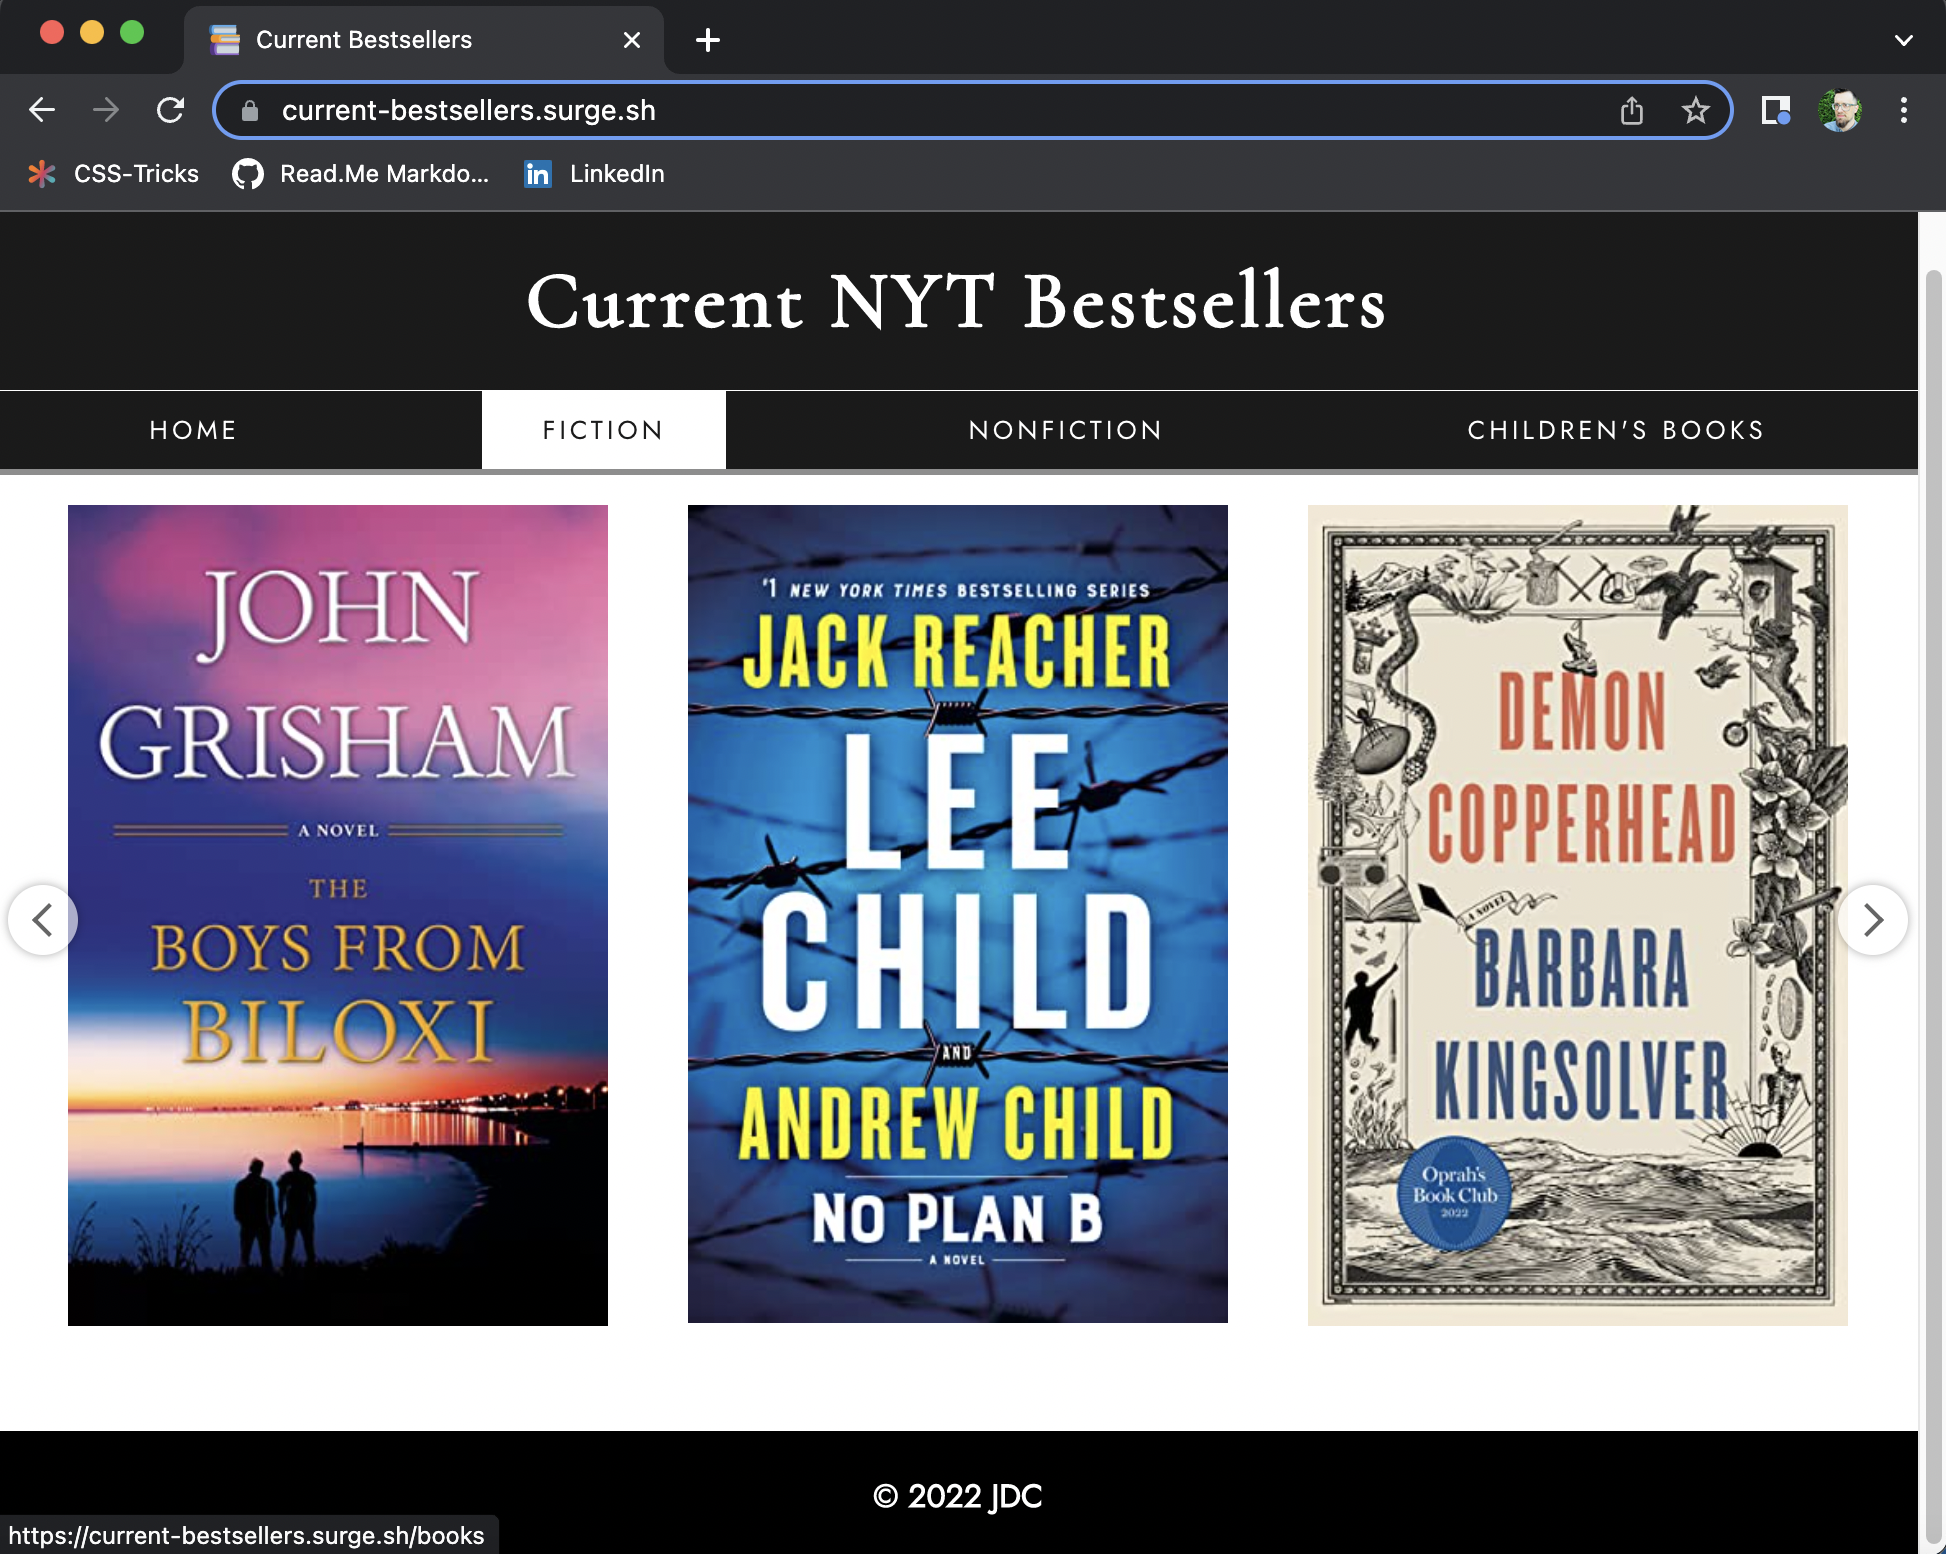 Current Bestsellers
current-bestsellers.surge.sh
CSS-Tricks
Read.Me Markdo...
LinkedIn
Current NYT Bestsellers
HOME
FICTION
NONFICTION
CHILDREN'S BOOKS
JOHN
GRISHAM
A NOVEL
THE
BOYS FROM
BILOXI
#1 NEW YORK TIMES BESTSELLING SERIES
JACK REACHER
LEE
CHILD
AND
ANDREW CHILD
NO PLAN B
A NOVEL
DEMON
COPPERHEAD
A NOVEL
BARBARA
KINGSOLVER
Oprah's
Book Club
2022
© 2022 JDC
https://current-bestsellers.surge.sh/books